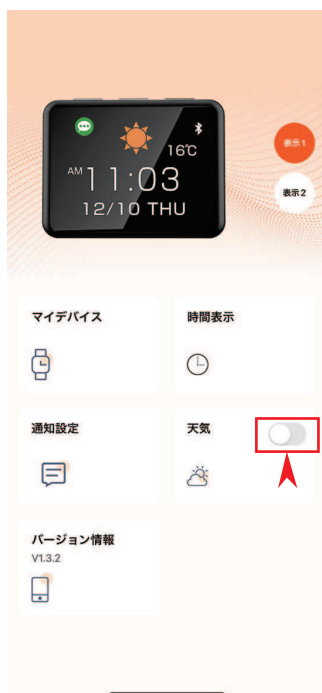 16℃
AM 11:03
12/10 THU
表示1
表示2
マイデバイス
時間表示
通知設定
天気
バージョン情報
V1.3.2